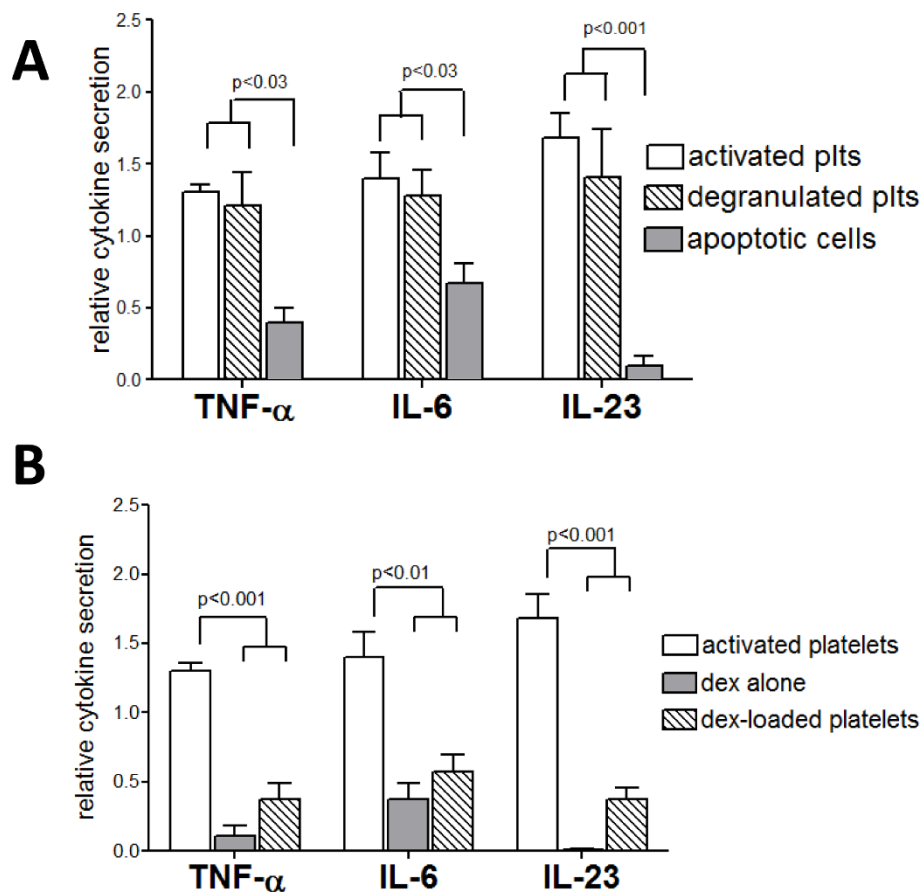 A
relative cytokine secretion
2.5
2.0
1.5
1.0
0.5
0.0
p<0.03
p<0.03
p<0.001
activated plts
degranulated plts
apoptotic cells
TNF-α
IL-6
IL-23
B
relative cytokine secretion
2.5
2.0
1.5
1.0
0.5
0.0
p<0.001
p<0.01
p<0.001
activated platelets
dex alone
dex-loaded platelets
TNF-α
IL-6
IL-23